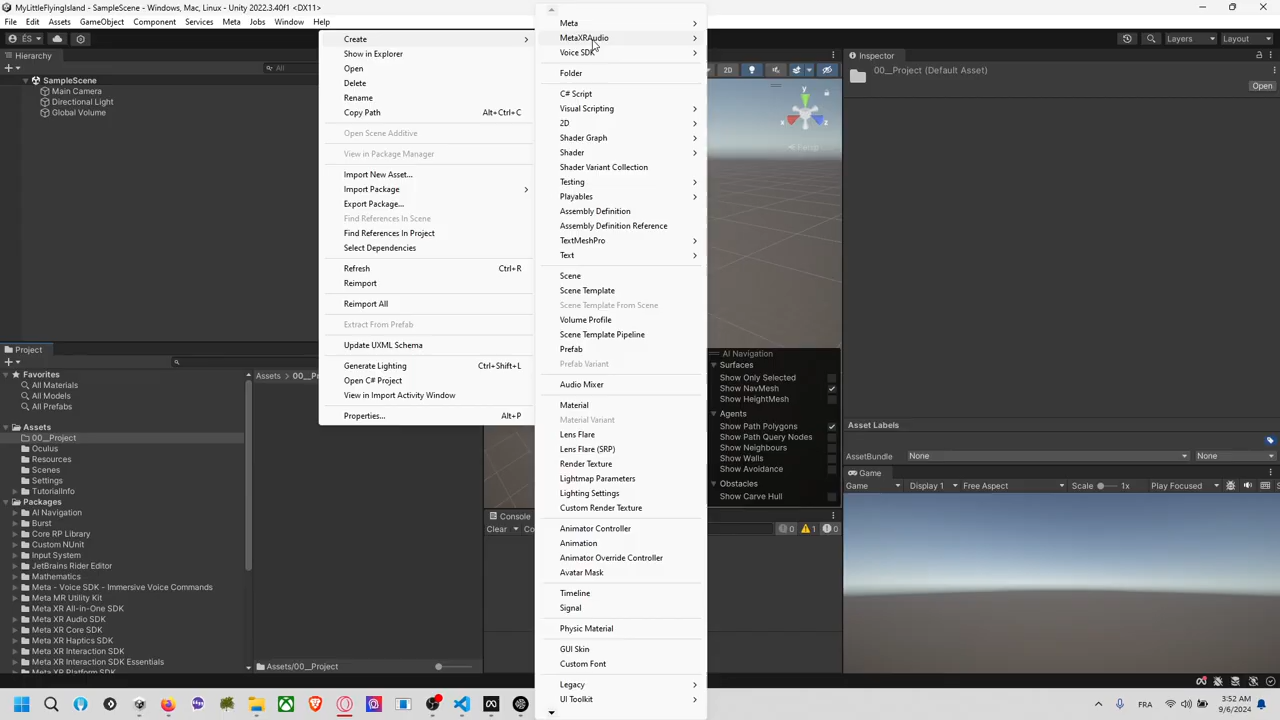 MyLittleFlyingIsland - SampleScene - Windows, Mac, Linux - Unity 2022.3.40f1 <DX11>
File Edit Assets GameObject Component Services Meta Jobs Window Help
ÉS
Layers Layout
Hierarchy
All
SampleScene
Main Camera
Directional Light
Global Volume
Create
Show in Explorer
Open
Delete
Rename
Copy Path Alt+Ctrl+C
Open Scene Additive
View in Package Manager
Import New Asset...
Import Package
Export Package...
Find References In Scene
Find References In Project
Select Dependencies
Refresh Ctrl+R
Reimport
Reimport All
Extract From Prefab
Update UXML Schema
Generate Lighting Ctrl+Shift+L
Open C# Project
View in Import Activity Window
Properties... Alt+P
Meta
MetaXRAudio
Voice SDK
Folder
C# Script
Visual Scripting
2D
Shader Graph
Shader
Shader Variant Collection
Testing
Playables
Assembly Definition
Assembly Definition Reference
TextMeshPro
Text
Scene
Scene Template
Scene Template From Scene
Volume Profile
Scene Template Pipeline
Prefab
Prefab Variant
Audio Mixer
Material
Material Variant
Lens Flare
Lens Flare (SRP)
Render Texture
Lightmap Parameters
Lighting Settings
Custom Render Texture
Animator Controller
Animation
Animator Override Controller
Avatar Mask
Timeline
Signal
Physic Material
GUI Skin
Custom Font
Legacy
UI Toolkit
2D
y
x z
Persp
AI Navigation
Surfaces
Show Only Selected
Show NavMesh
Show HeightMesh
Agents
Show Path Polygons
Show Path Query Nodes
Show Neighbours
Show Walls
Show Avoidance
Obstacles
Show Carve Hull
Inspector
00__Project (Default Asset)
Open
Asset Labels
AssetBundle None None
Game
Game Display 1 Free Aspect Scale 1x Play Focused
Project
Assets > 00__P
Favorites
All Materials
All Models
All Prefabs
Assets
00__Project
Oculus
Resources
Scenes
Settings
TutorialInfo
Packages
AI Navigation
Burst
Core RP Library
Custom NUnit
Input System
JetBrains Rider Editor
Mathematics
Meta - Voice SDK - Immersive Voice Commands
Meta MR Utility Kit
Meta XR All-in-One SDK
Meta XR Audio SDK
Meta XR Core SDK
Meta XR Haptics SDK
Meta XR Interaction SDK
Meta XR Interaction SDK Essentials
Meta XR Platform SDK
Assets/00__Project
Console
Clear Co
0 1 0
3:52 AM
9/6/2024